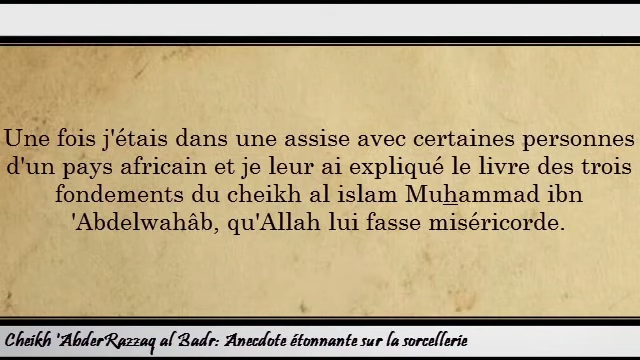 Une fois j'étais dans une assise avec certaines personnes
d'un pays africain et je leur ai expliqué le livre des trois
fondements du cheikh al islam Muẖammad ibn
'Abdelwahâb, qu'Allah lui fasse miséricorde.
Cheikh 'AbderRazzaq al Badr: Anecdote étonnante sur la sorcellerie